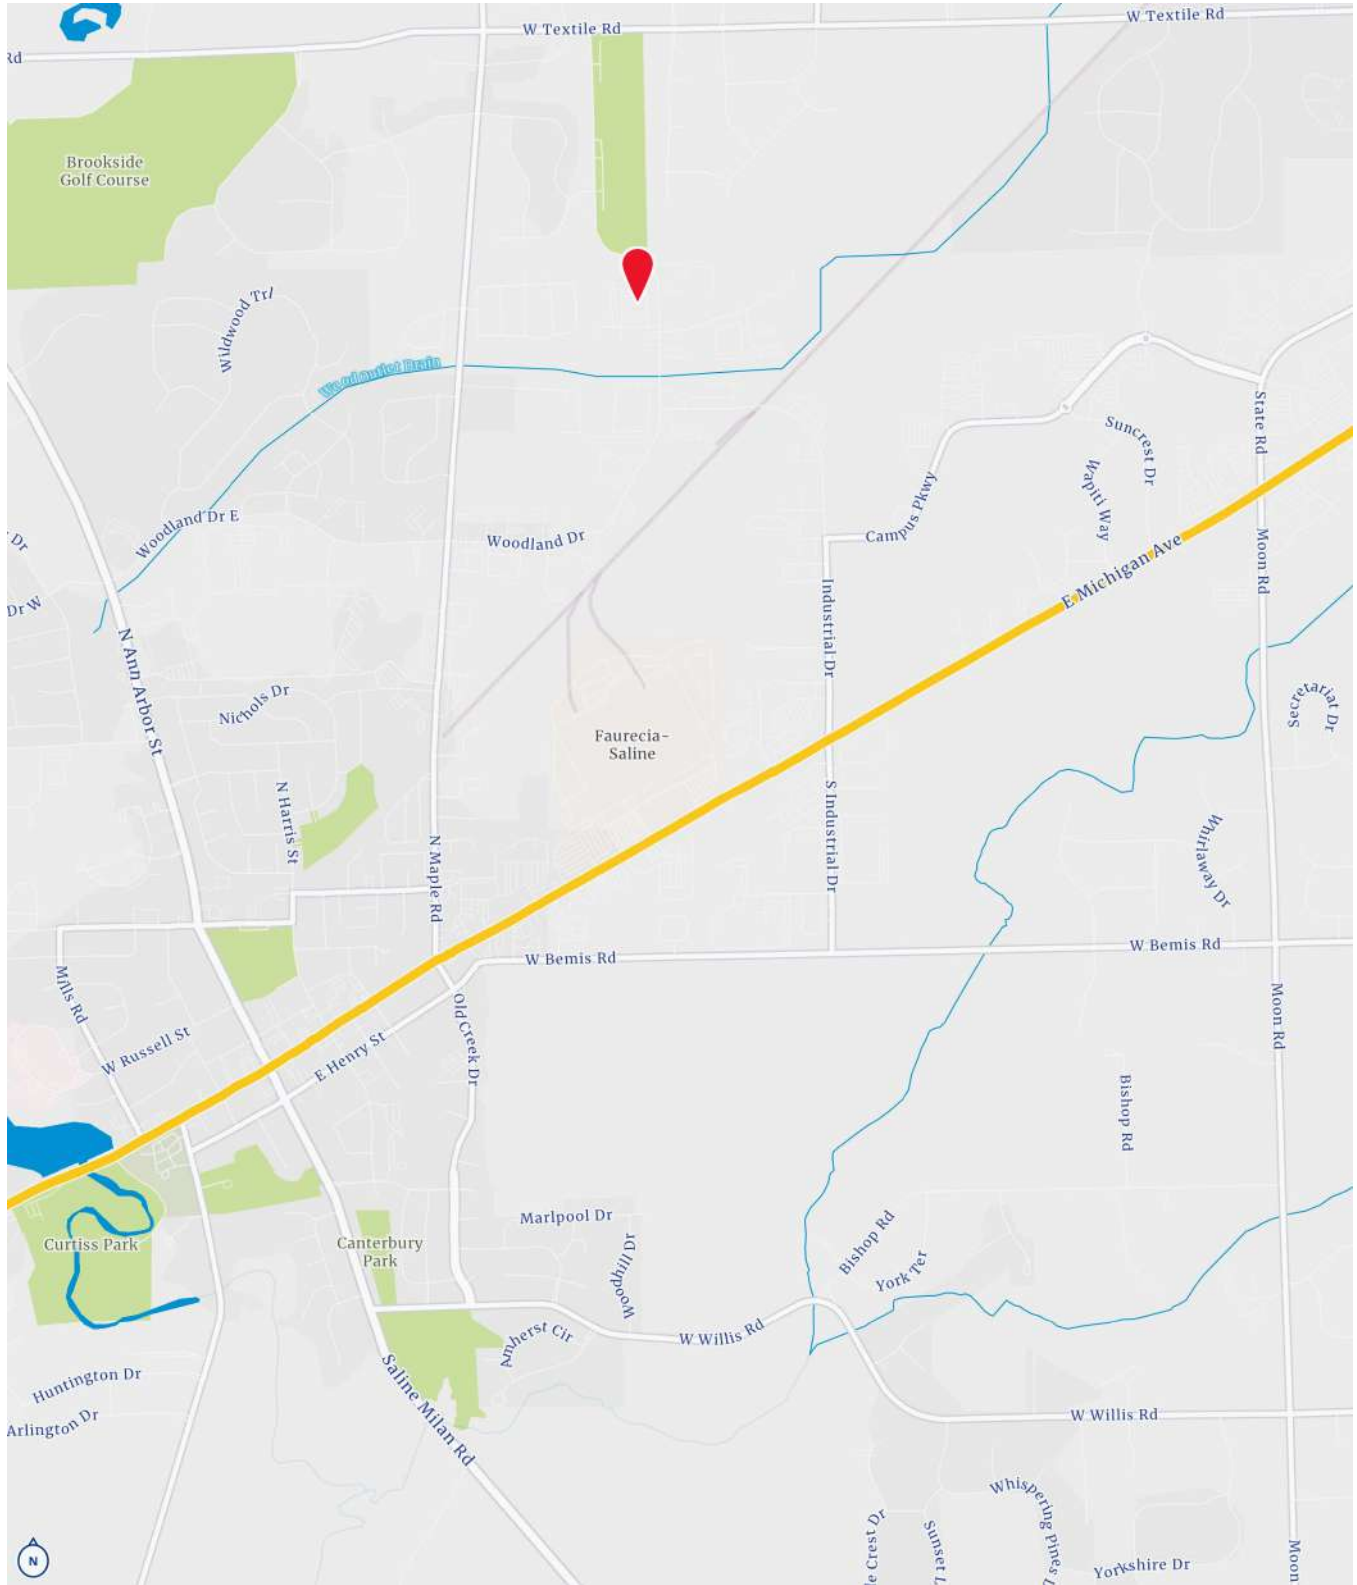 W Textile Rd
W Textile Rd
Rd
Brookside
Golf Course
Wildwood Trl
Wood Outlet Drain
State Rd
Suncrest Dr
Wapiti Way
Campus Pkwy
Woodland Dr E
Woodland Dr
Dr
Dr W
E Michigan Ave
Moon Rd
Industrial Dr
N Ann Arbor St
Nichols Dr
Secretariat Dr
Faurecia-
Saline
N Harris St
S Industrial Dr
N Maple Rd
Whirlaway Dr
W Bemis Rd
W Bemis Rd
Mills Rd
Old Creek Dr
Moon Rd
W Russell St
E Henry St
Bishop Rd
Marlpool Dr
Woodhill Dr
Bishop Rd
York Ter
Curtiss Park
Canterbury
Park
Amherst Cir
W Willis Rd
Huntington Dr
Arlington Dr
Saline Milan Rd
W Willis Rd
Whispering Pines
le Crest Dr
Sunset
Yorkshire Dr
Moon
N